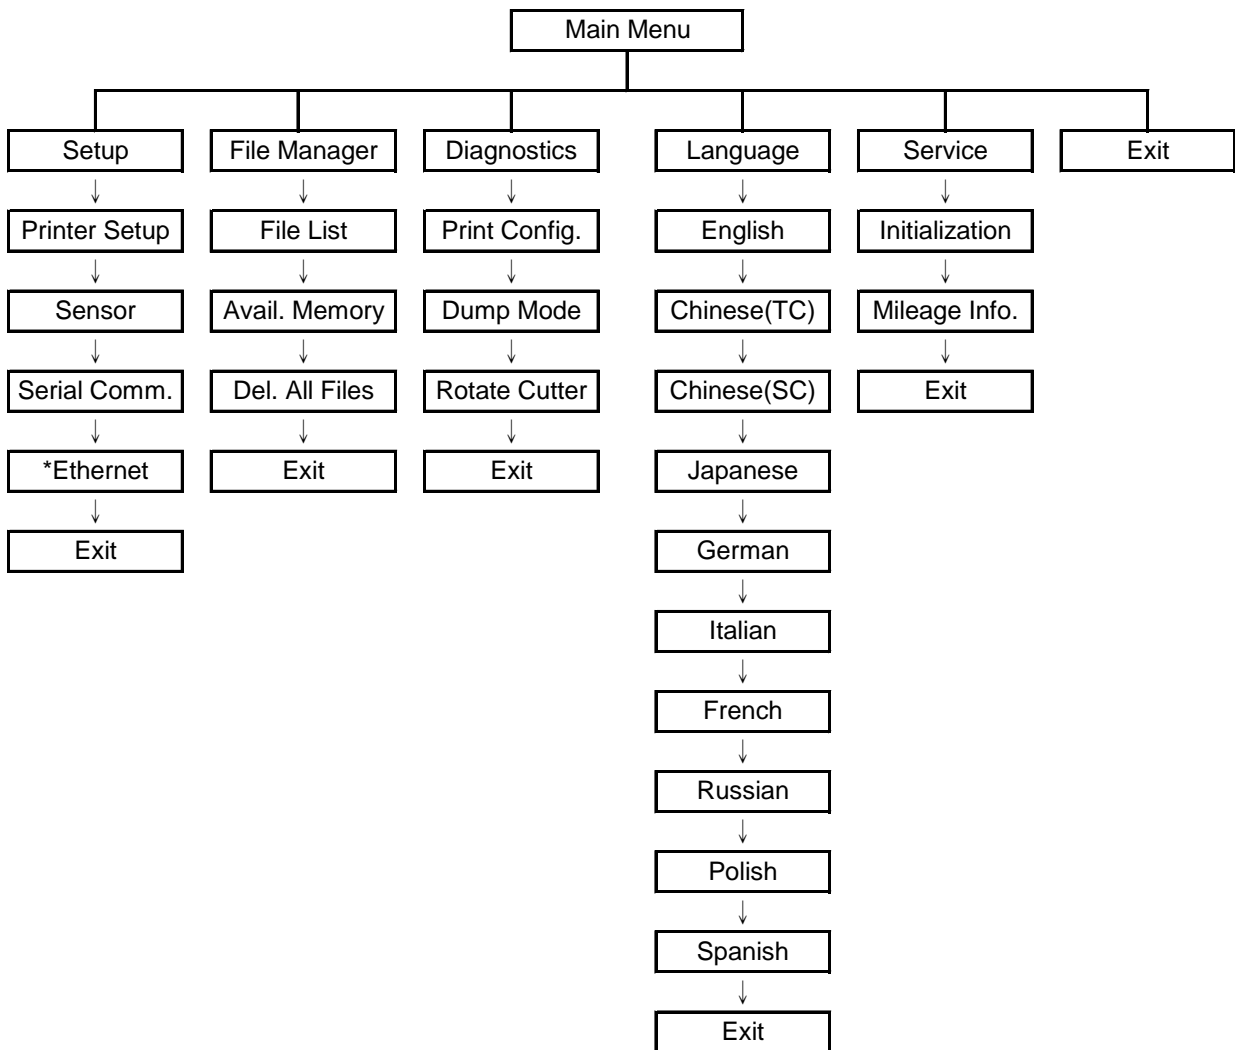 Main Menu
Setup
File Manager
Diagnostics
Language
Service
Exit
Printer Setup
File List
Print Config.
English
Initialization
Sensor
Avail. Memory
Dump Mode
Chinese(TC)
Mileage Info.
Serial Comm.
Del. All Files
Rotate Cutter
Chinese(SC)
Exit
*Ethernet
Exit
Exit
Japanese
Exit
German
Italian
French
Russian
Polish
Spanish
Exit